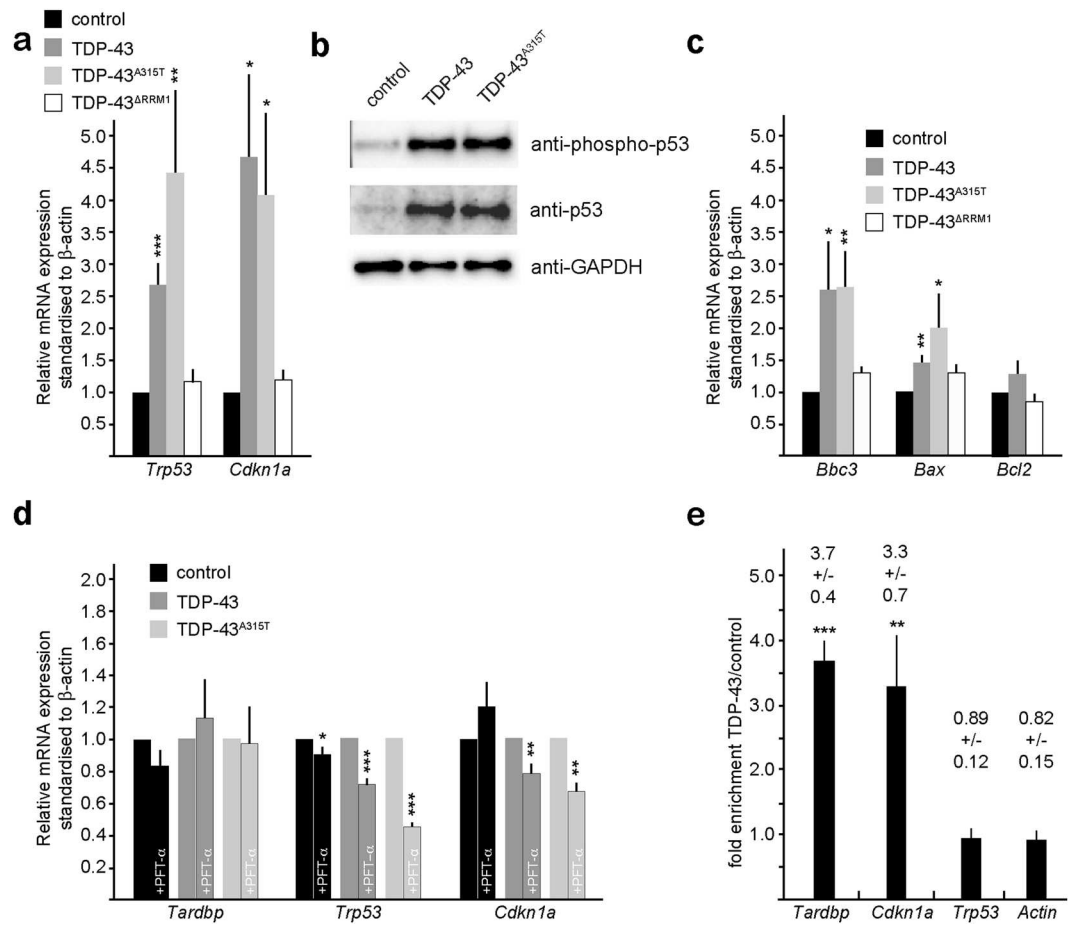 a
control
TDP-43
TDP-43A315T
TDP-43ΔRRM1
Relative mRNA expression
standardised to β-actin
5.0
4.5
4.0
3.5
3.0
2.5
2.0
1.5
1.0
0.5
***
**
*
*
Trp53
Cdkn1a
b
control
TDP-43
TDP-43A315T
anti-phospho-p53
anti-p53
anti-GAPDH
c
control
TDP-43
TDP-43A315T
TDP-43ΔRRM1
Relative mRNA expression
standardised to β-actin
5.0
4.5
4.0
3.5
3.0
2.5
2.0
1.5
1.0
0.5
*
**
**
*
Bbc3
Bax
Bcl2
d
control
TDP-43
TDP-43A315T
Relative mRNA expression
standardised to β-actin
2.0
1.8
1.6
1.4
1.2
1.0
0.8
0.6
0.4
0.2
*
***
***
**
**
+PFT-α
+PFT-α
+PFT-α
+PFT-α
+PFT-α
+PFT-α
+PFT-α
+PFT-α
+PFT-α
Tardbp
Trp53
Cdkn1a
e
fold enrichment TDP-43/control
5.0
4.0
3.0
2.0
1.0
3.7
+/-
0.4
***
3.3
+/-
0.7
**
0.89
+/-
0.12
0.82
+/-
0.15
Tardbp
Cdkn1a
Trp53
Actin